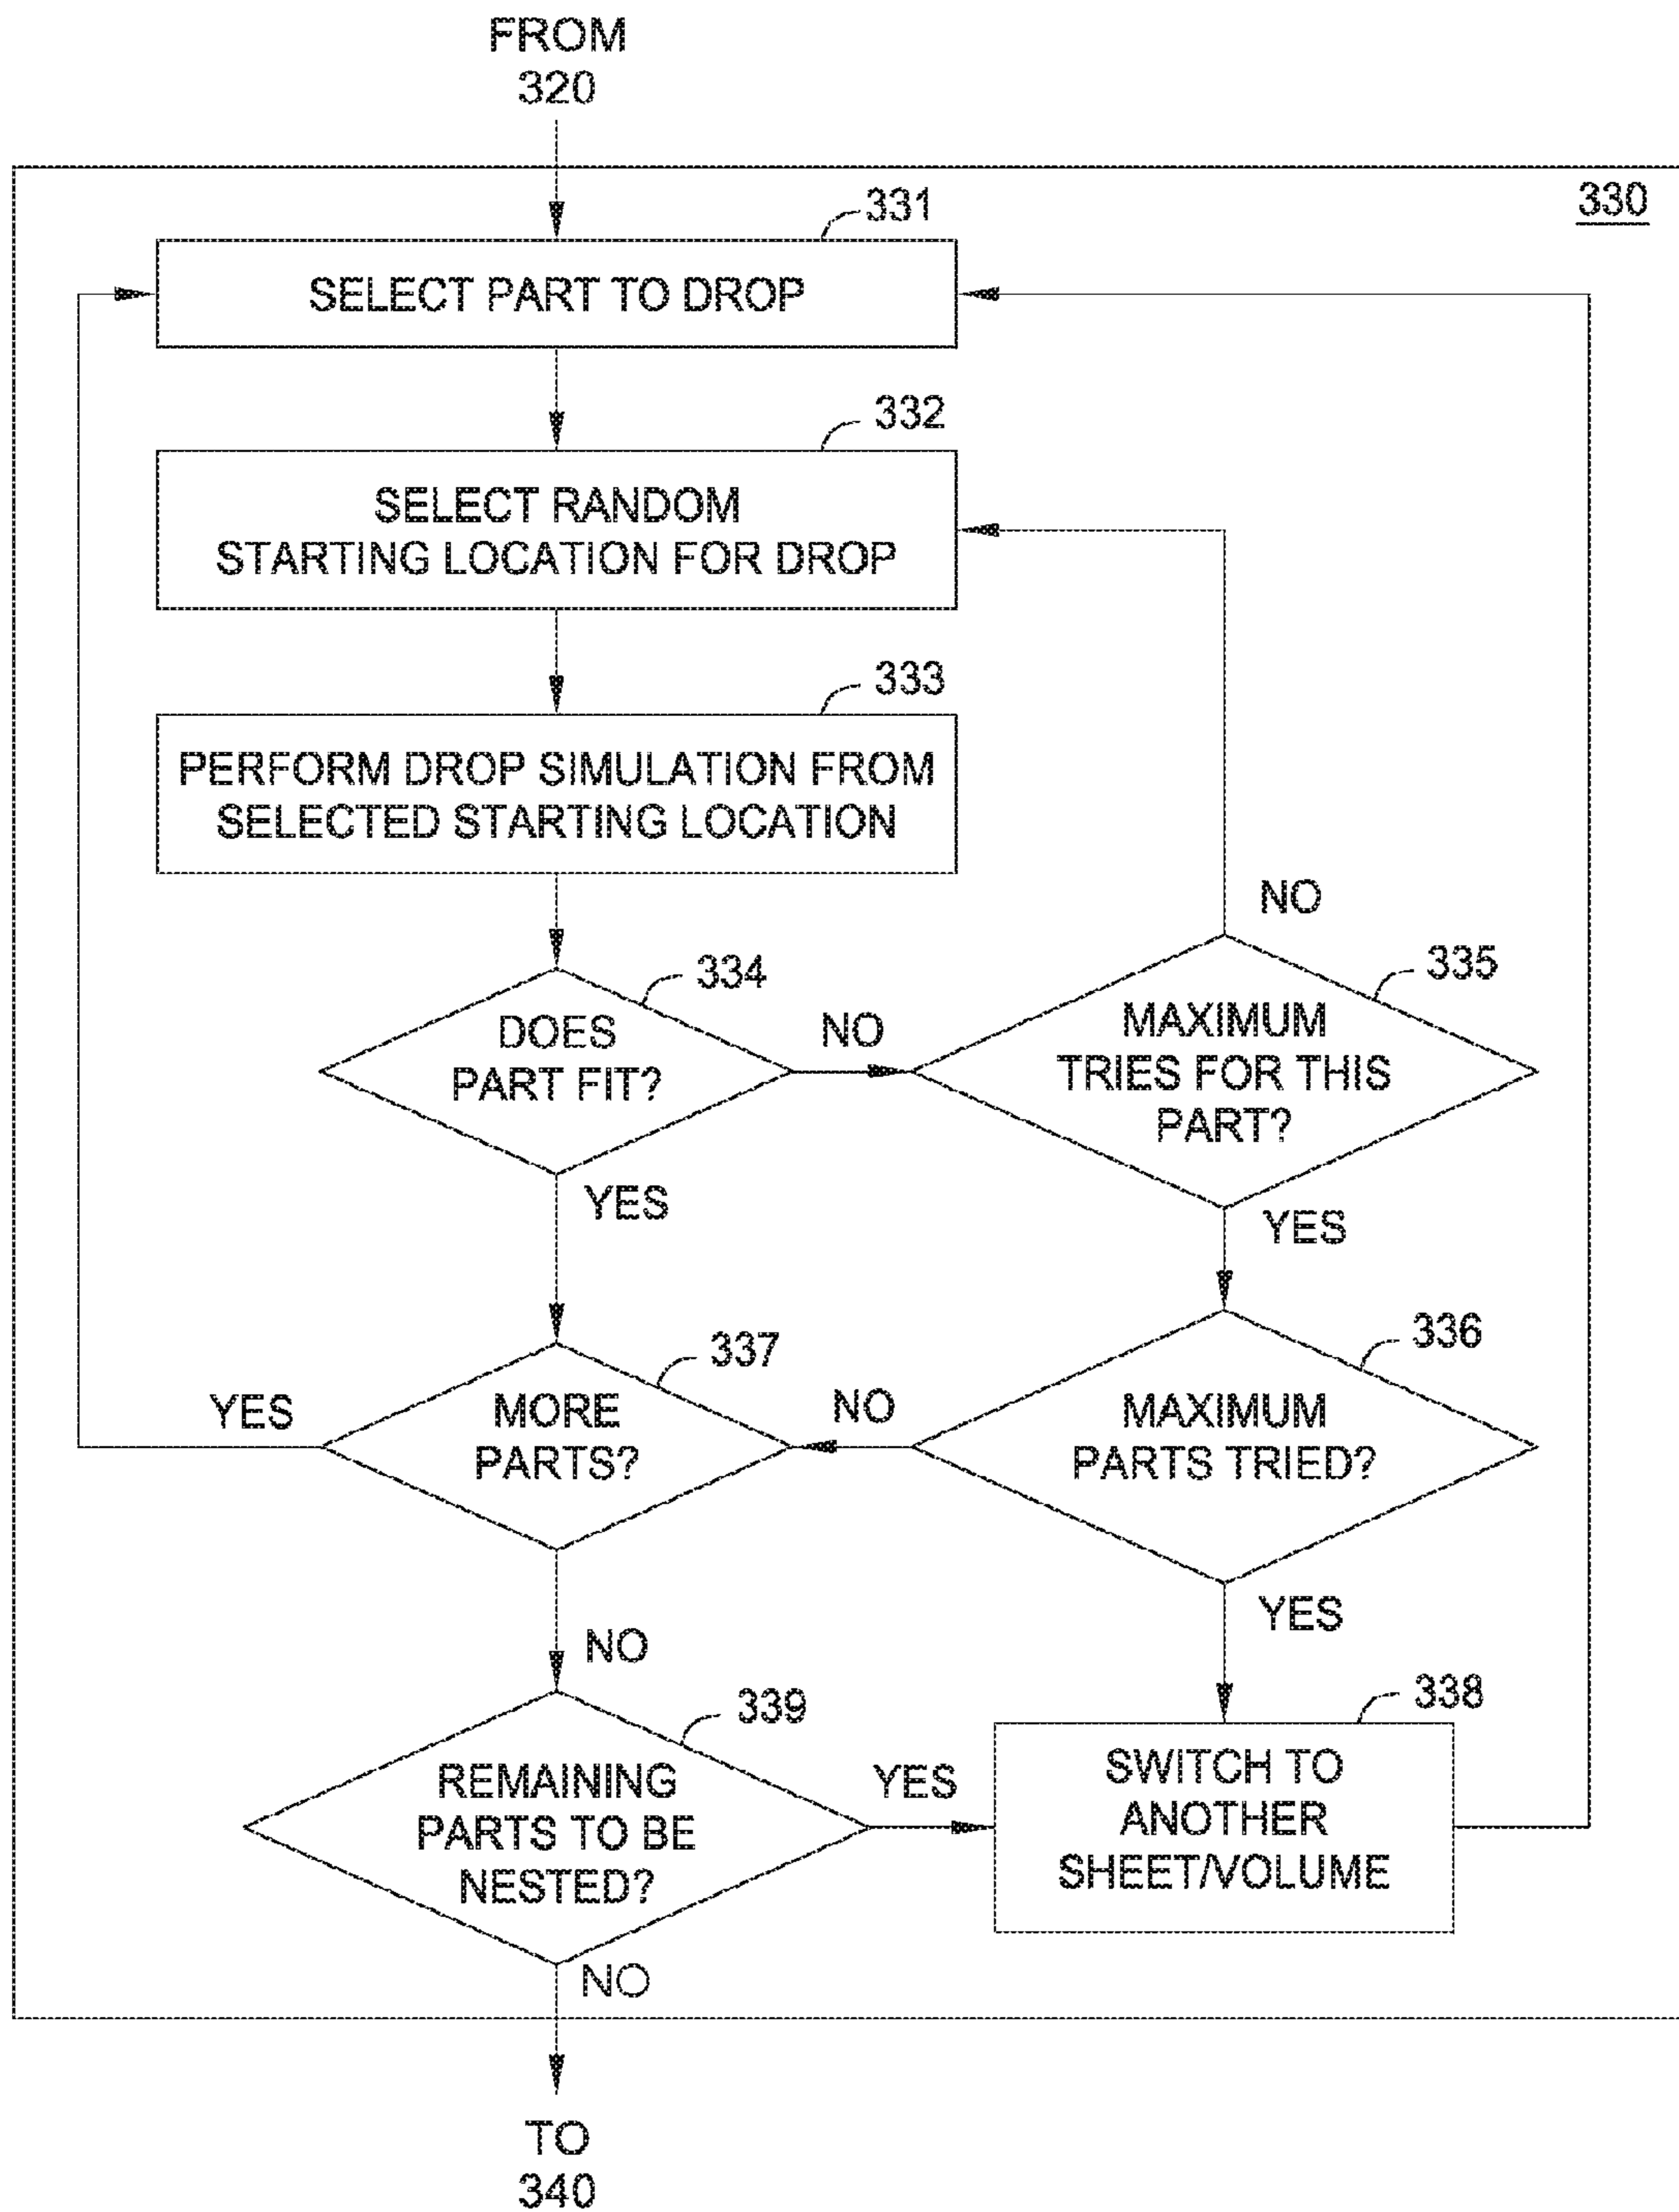 FROM
320
330
331
SELECT PART TO DROP
332
SELECT RANDOM
STARTING LOCATION FOR DROP
333
PERFORM DROP SIMULATION FROM
SELECTED STARTING LOCATION
NO
334
DOES
PART FIT?
NO
335
MAXIMUM
TRIES FOR THIS
PART?
YES
YES
337
MORE
PARTS?
YES
NO
336
MAXIMUM
PARTS TRIED?
YES
NO
339
REMAINING
PARTS TO BE
NESTED?
YES
338
SWITCH TO
ANOTHER
SHEET/VOLUME
NO
TO
340